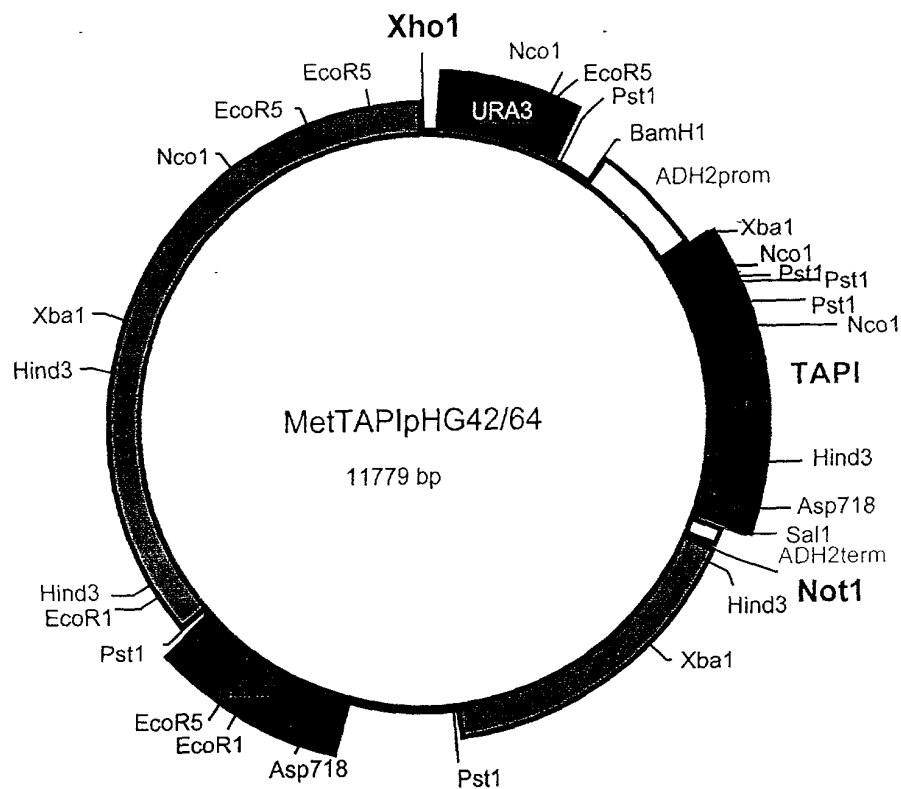 Xho1
Nco1
EcoR5
EcoR5
URA3
Pst1
EcoR5
BamH1
Nco1
ADH2prom
Xba1
Nco1
Pst1
Pst1
Pst1
Xba1
Nco1
Hind3
TAPI
MetTAPIpHG42/64
11779 bp
Hind3
Asp718
Sal1
ADH2term
Hind3
Not1
EcoR1
Hind3
Pst1
Xba1
EcoR5
EcoR1
Asp718
Pst1